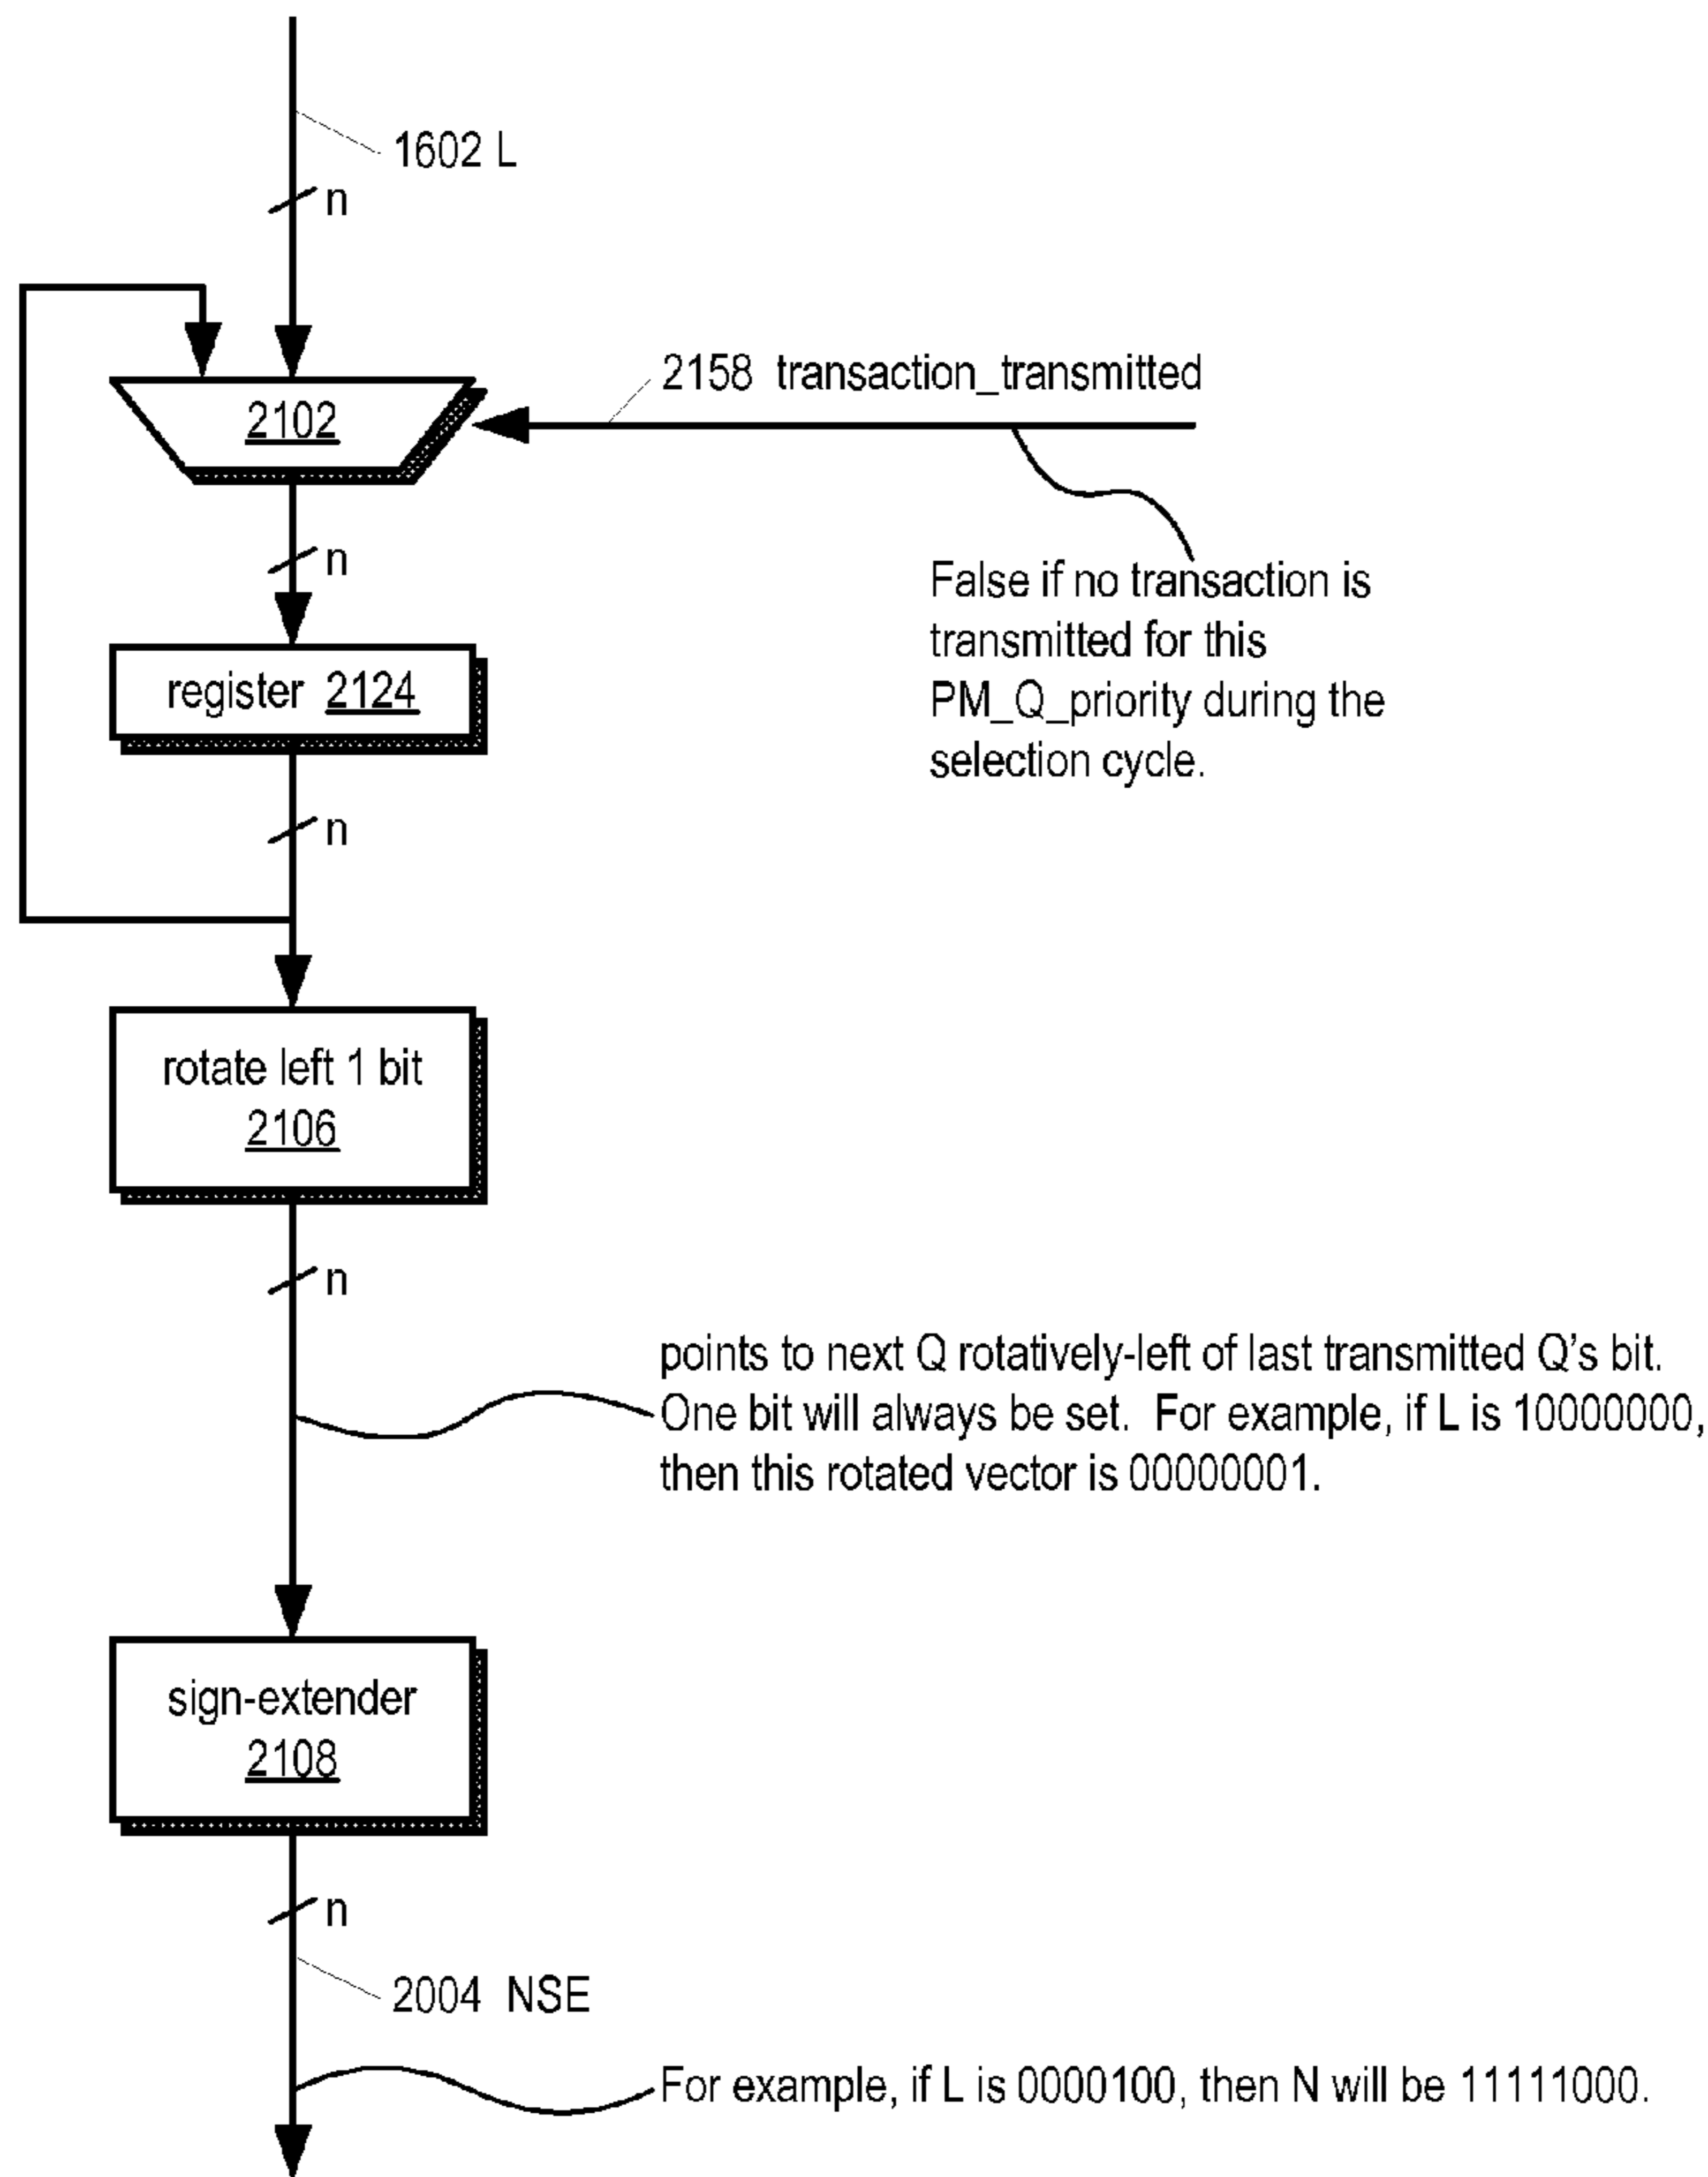 1602 L
n
2158 transaction_transmitted
2102
n
False if no transaction is
transmitted for this
PM_Q_priority during the
selection cycle.
register 2124
n
rotate left 1 bit
2106
n
points to next Q rotatively-left of last transmitted Q's bit.
One bit will always be set. For example, if L is 10000000,
then this rotated vector is 00000001.
sign-extender
2108
n
2004 NSE
For example, if L is 0000100, then N will be 11111000.